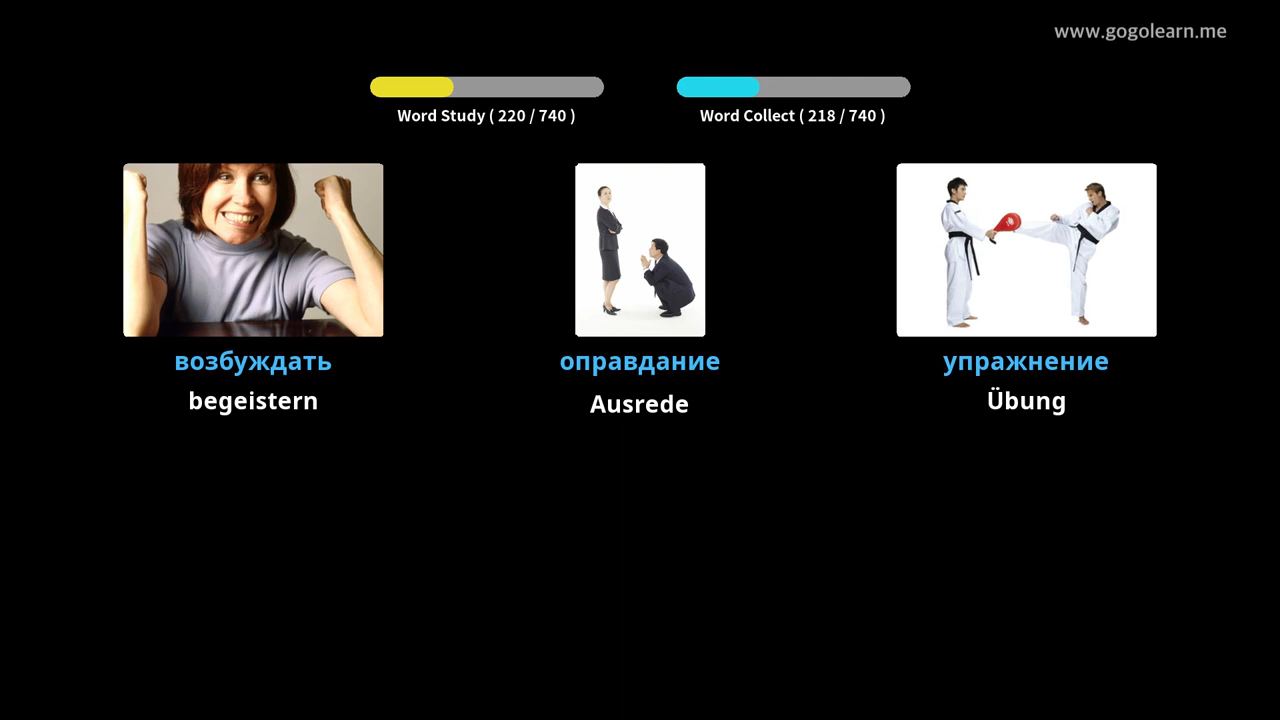 www.gogolearn.me
Word Study ( 220 / 740 )
Word Collect ( 218 / 740 )
возбуждать
оправдание
упражнение
begeistern
Ausrede
Übung